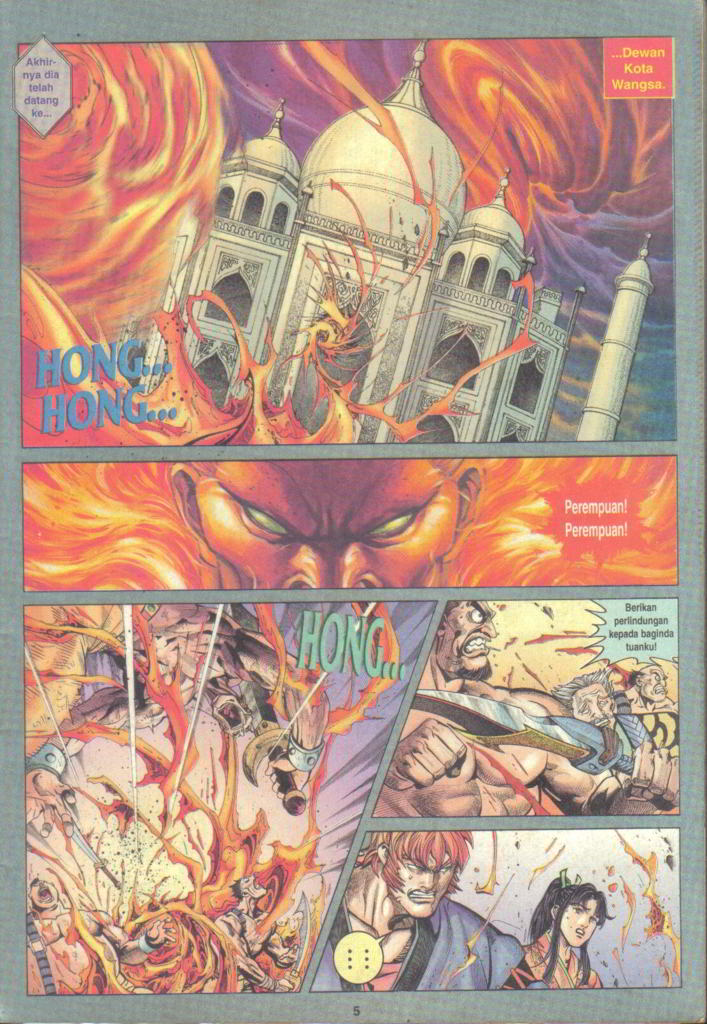 Akhir-
nya dia
telah
datang
ke...
...Dewan
Kota
Wangsa.
HONG...
HONG...
Perempuan!
Perempuan!
HONG...
Berikan
perlindungan
kepada baginda
tuanku!
5